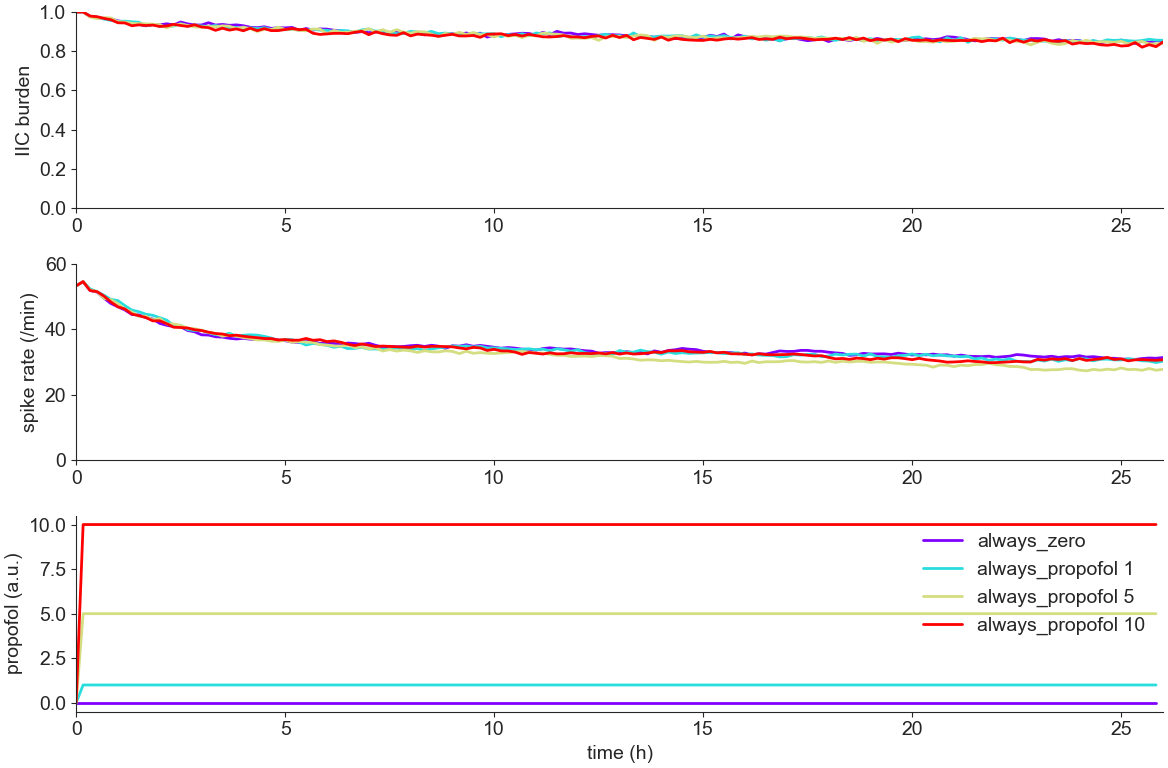 1.0
0.8
0.6
0.4
0.2
0.0
IIC burden
0 5 10 15 20 25
60
40
20
0
spike rate (/min)
0 5 10 15 20 25
10.0
7.5
5.0
2.5
0.0
propofol (a.u.)
always_zero
always_propofol 1
always_propofol 5
always_propofol 10
0 5 10 15 20 25
time (h)